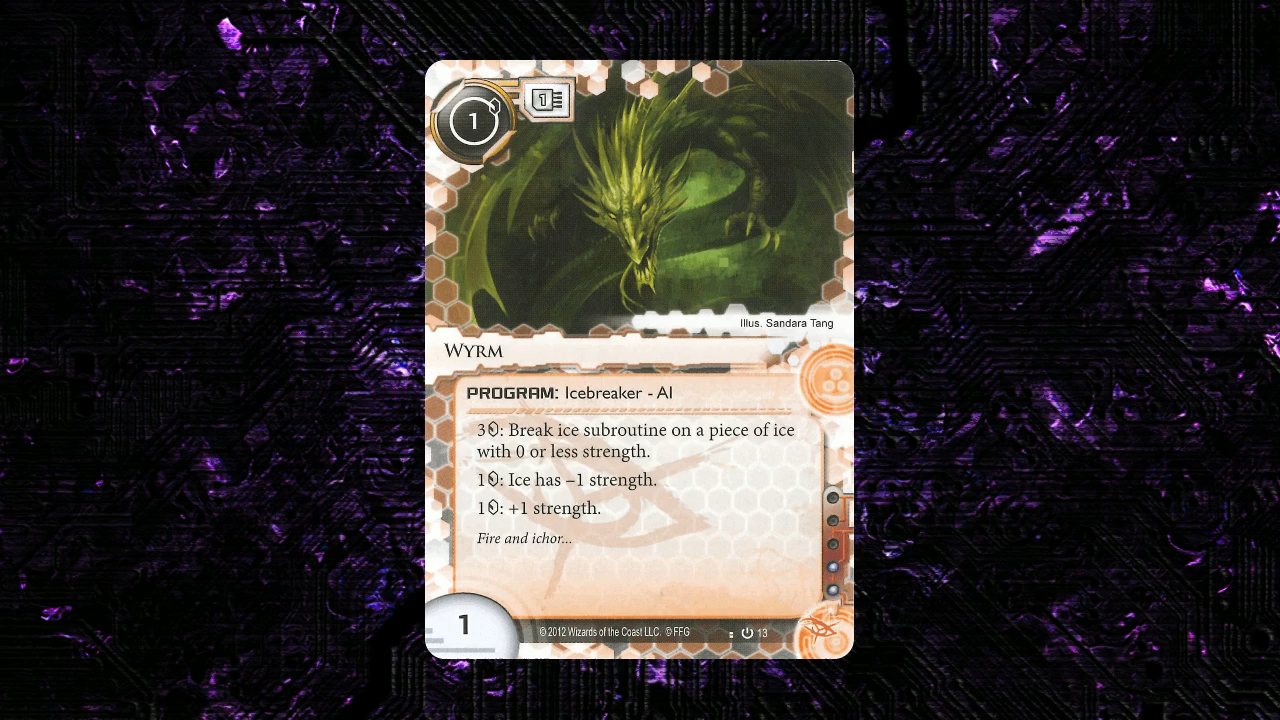 1
1
Illus. Sandara Tang
WYRM
PROGRAM: Icebreaker - AI
3: Break ice subroutine on a piece of ice
with 0 or less strength.
1: Ice has –1 strength.
1: +1 strength.
Fire and ichor...
1
© 2012 Wizards of the Coast LLC. © FFG
13